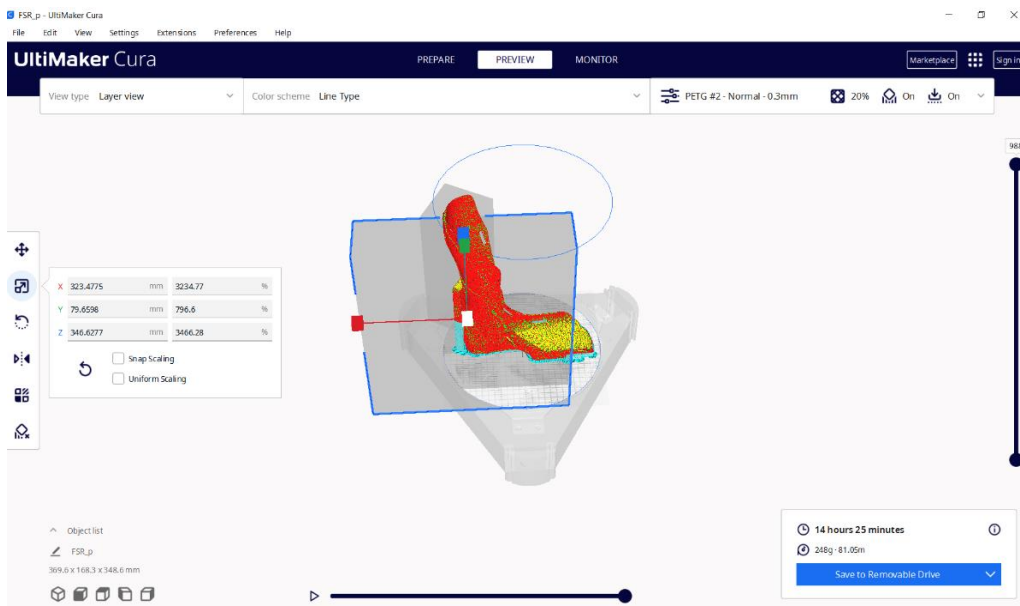 FSR_p - UltiMaker Cura
File Edit View Settings Extensions Preferences Help
UltiMaker Cura PREPARE PREVIEW MONITOR Marketplace Sign in
View type Layer view Color scheme Line Type PETG #2 - Normal - 0.3mm 20% On On
X 323.4775 mm 3234.77 %
Y 79.6598 mm 796.6 %
Z 346.6277 mm 3466.28 %
Snap Scaling
Uniform Scaling
Object list
FSR_p
369.6 x 168.3 x 348.6 mm
14 hours 25 minutes
248g · 81.05m
Save to Removable Drive